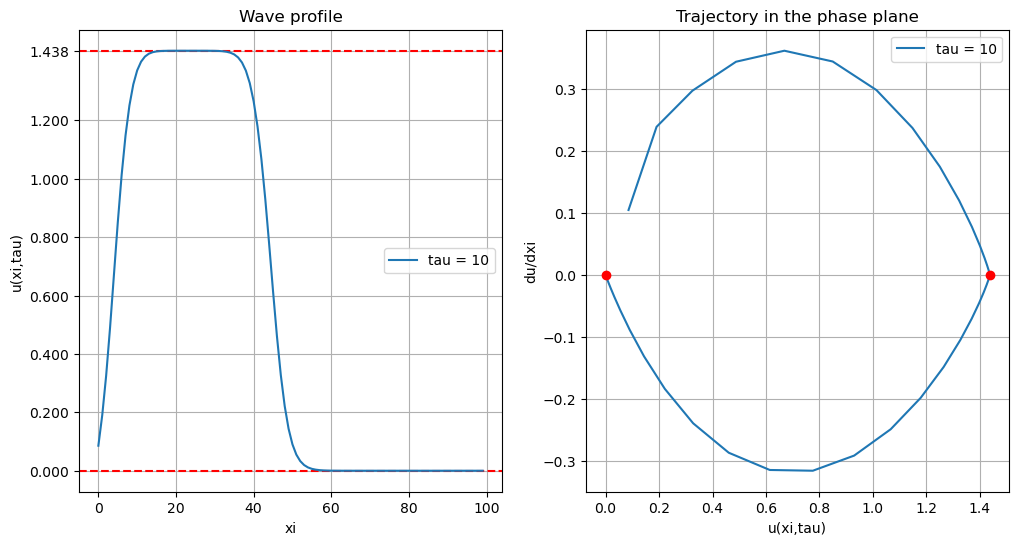 Wave profile
1.438
1.200
1.000
0.800
0.600
0.400
0.200
0.000
u(xi,tau)
tau = 10
0 20 40 60 80 100
xi
Trajectory in the phase plane
tau = 10
0.3
0.2
0.1
0.0
−0.1
−0.2
−0.3
du/dxi
0.0 0.2 0.4 0.6 0.8 1.0 1.2 1.4
u(xi,tau)